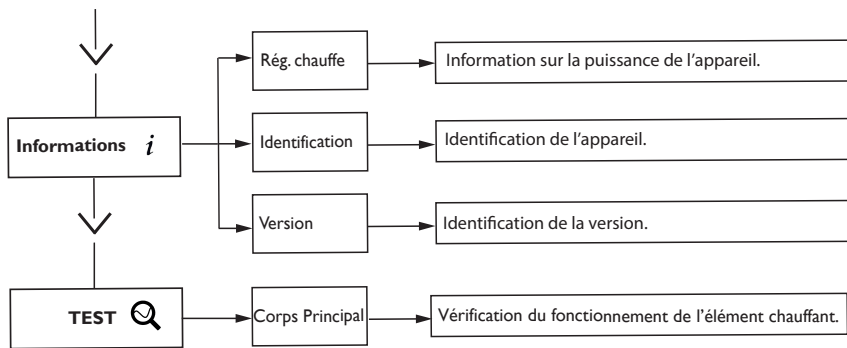 Rég. chauffe
Information sur la puissance de l'appareil.
Informations i
Identification
Identification de l'appareil.
Version
Identification de la version.
TEST
Corps Principal
Vérification du fonctionnement de l'élément chauffant.